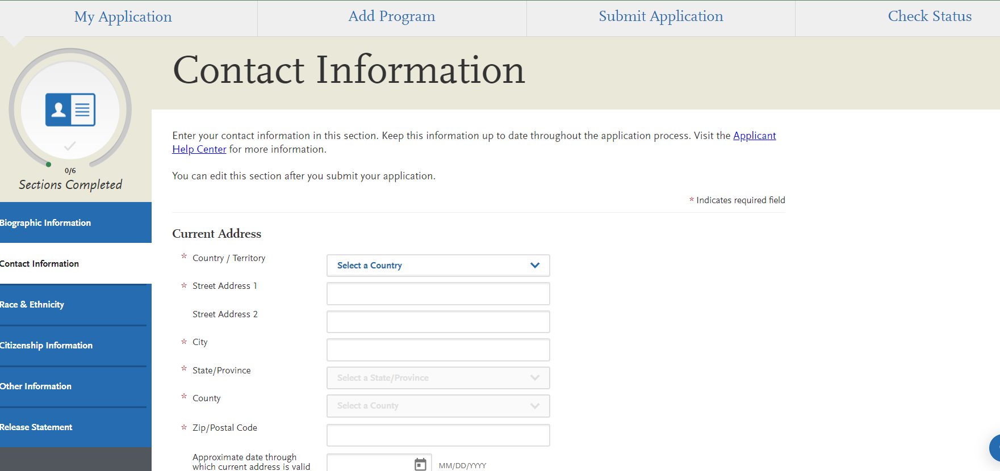 My Application
Add Program
Submit Application
Check Status
Contact Information
0/6
Sections Completed
Biographic Information
Contact Information
Race & Ethnicity
Citizenship Information
Other Information
Release Statement
Enter your contact information in this section. Keep this information up to date throughout the application process. Visit the Applicant
Help Center for more information.
You can edit this section after you submit your application.
* Indicates required field
Current Address
* Country / Territory
Select a Country
* Street Address 1
Street Address 2
* City
* State/Province
Select a State/Province
* County
Select a County
* Zip/Postal Code
Approximate date through
which current address is valid
MM/DD/YYYY